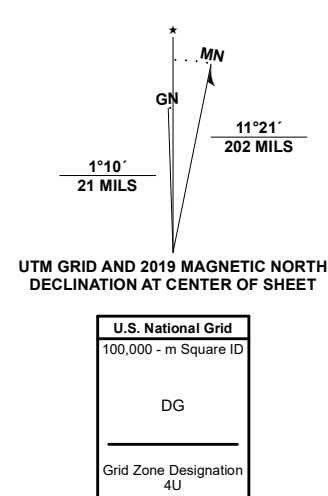 ★
MN
GN
11°21´
202 MILS
1°10´
21 MILS
UTM GRID AND 2019 MAGNETIC NORTH
DECLINATION AT CENTER OF SHEET
U.S. National Grid
100,000 - m Square ID
DG
Grid Zone Designation
4U